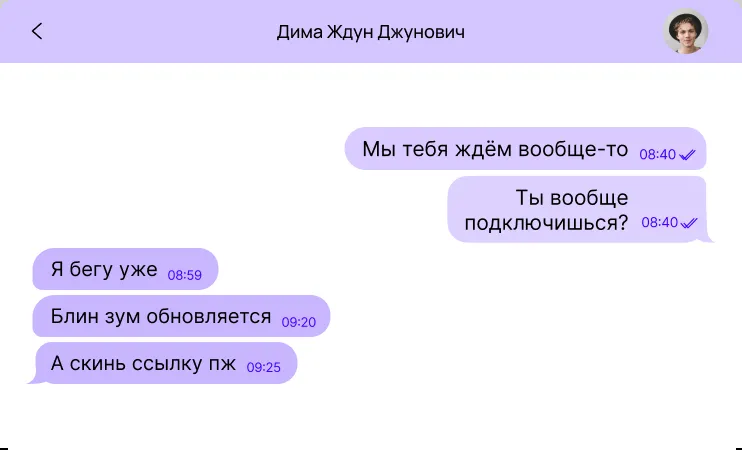 Дима Ждун Джунович
Мы тебя ждём вообще-то 08:40
Ты вообще
подключишься? 08:40
Я бегу уже 08:59
Блин зум обновляется 09:20
А скинь ссылку пж 09:25